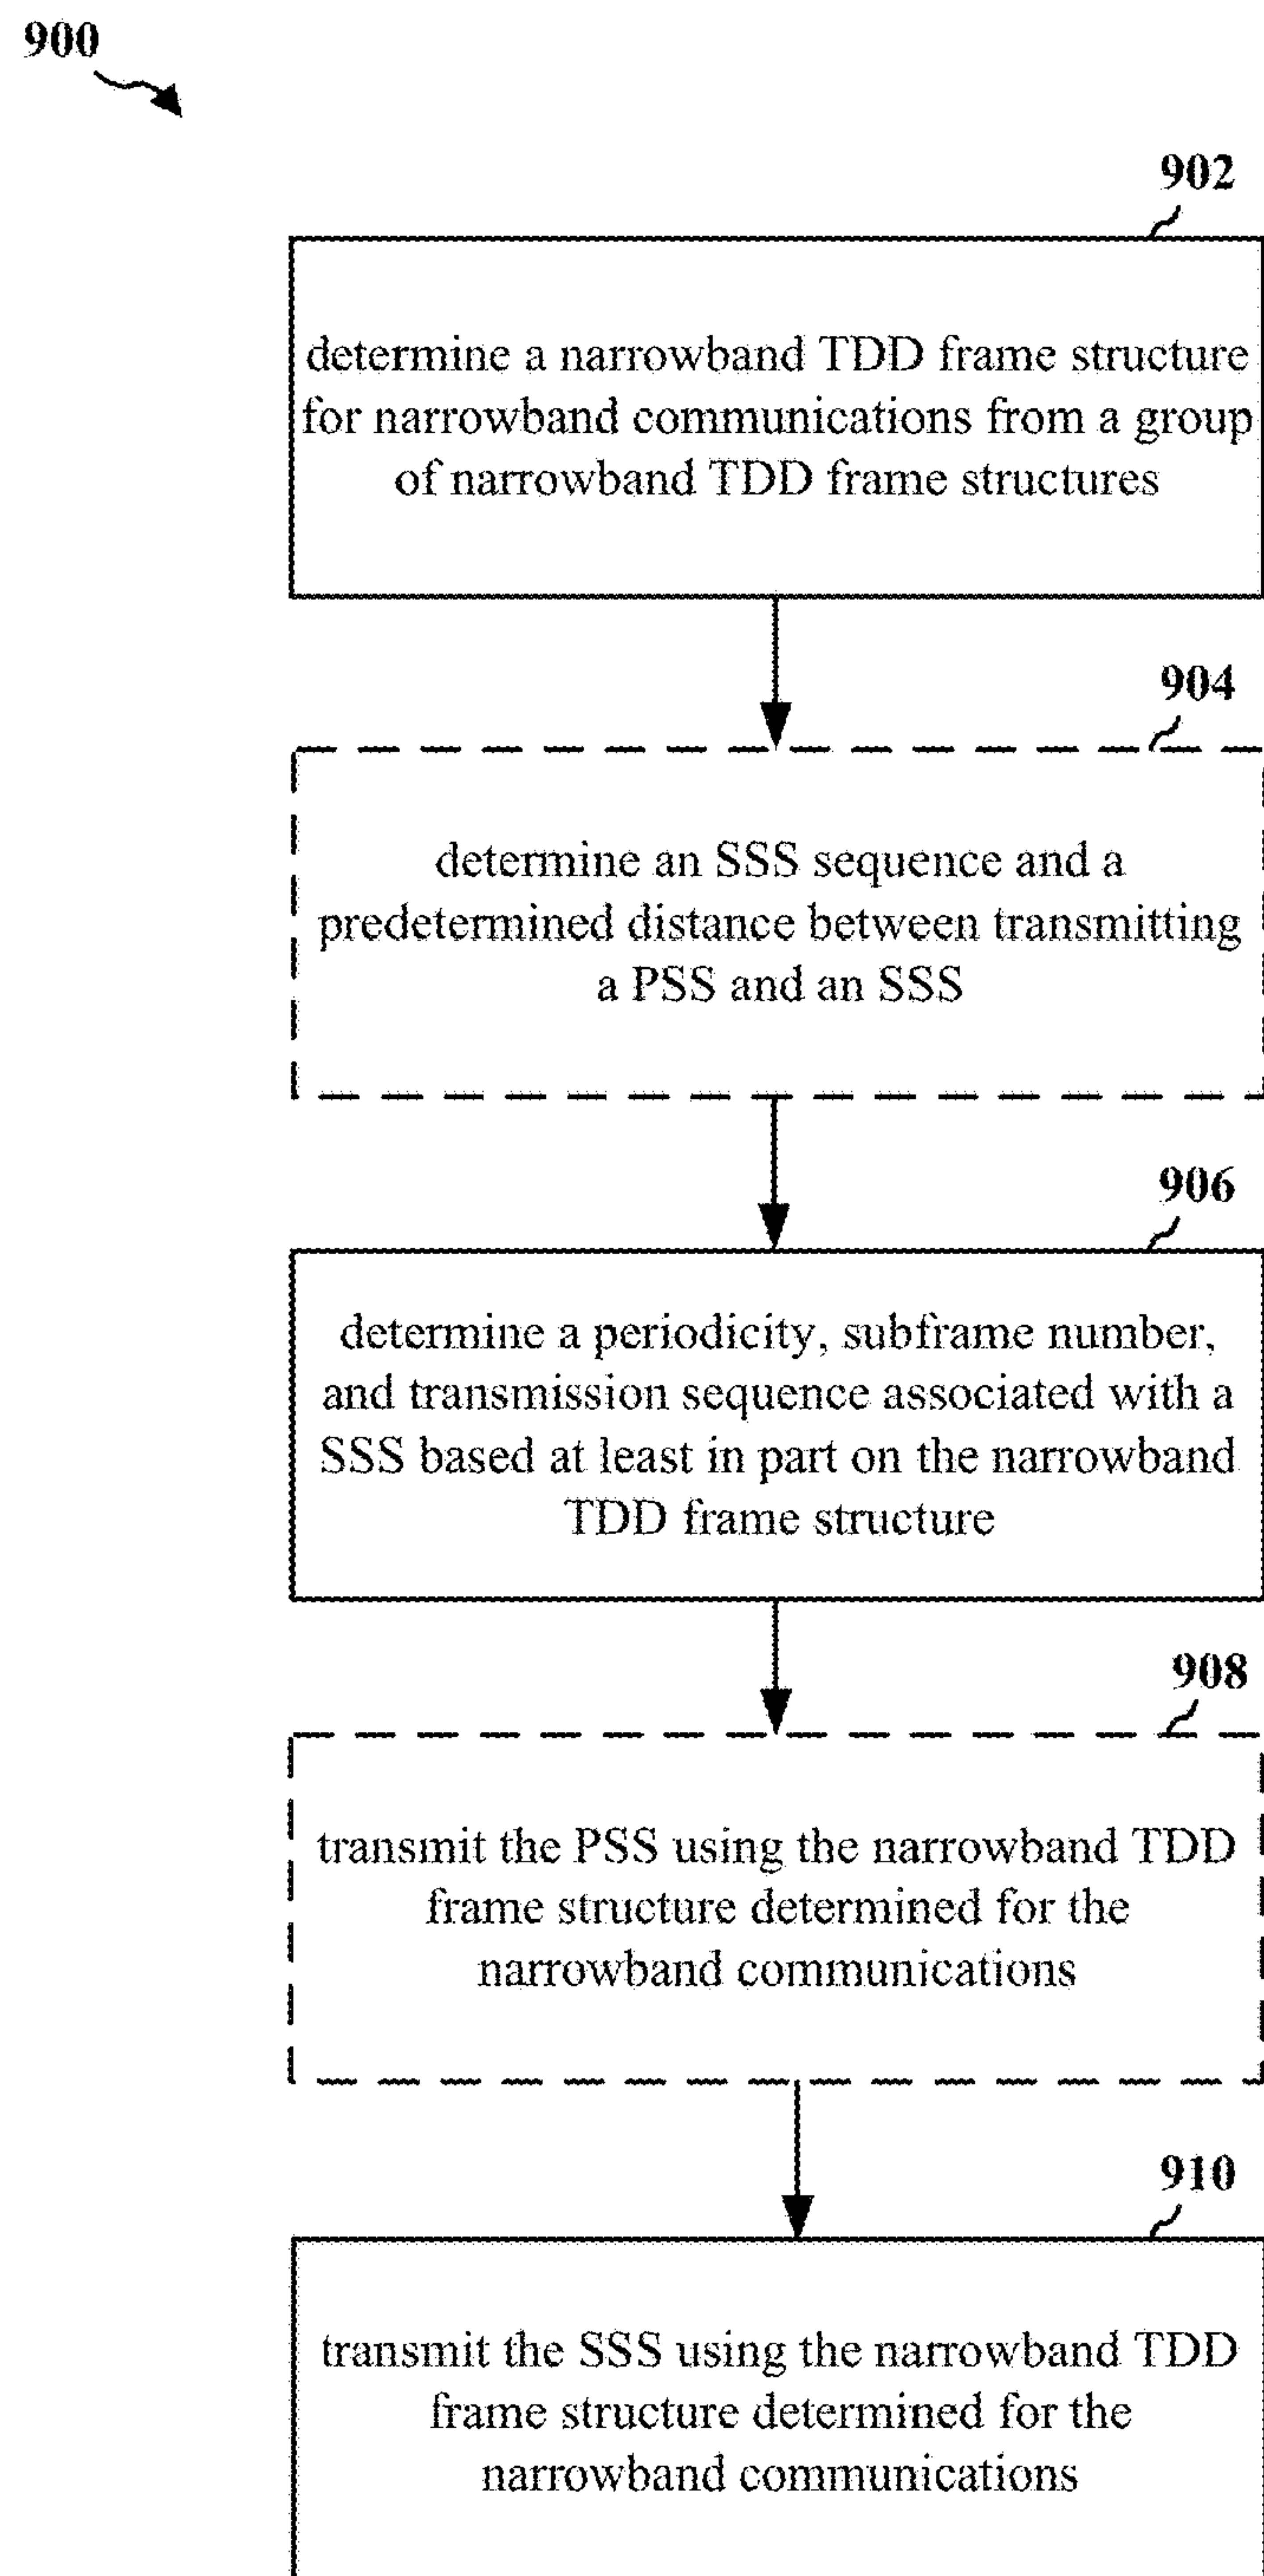 900
902
determine a narrowband TDD frame structure
for narrowband communications from a group
of narrowband TDD frame structures
904
determine an SSS sequence and a
predetermined distance between transmitting
a PSS and an SSS
906
determine a periodicity, subframe number,
and transmission sequence associated with a
SSS based at least in part on the narrowband
TDD frame structure
908
transmit the PSS using the narrowband TDD
frame structure determined for the
narrowband communications
910
transmit the SSS using the narrowband TDD
frame structure determined for the
narrowband communications